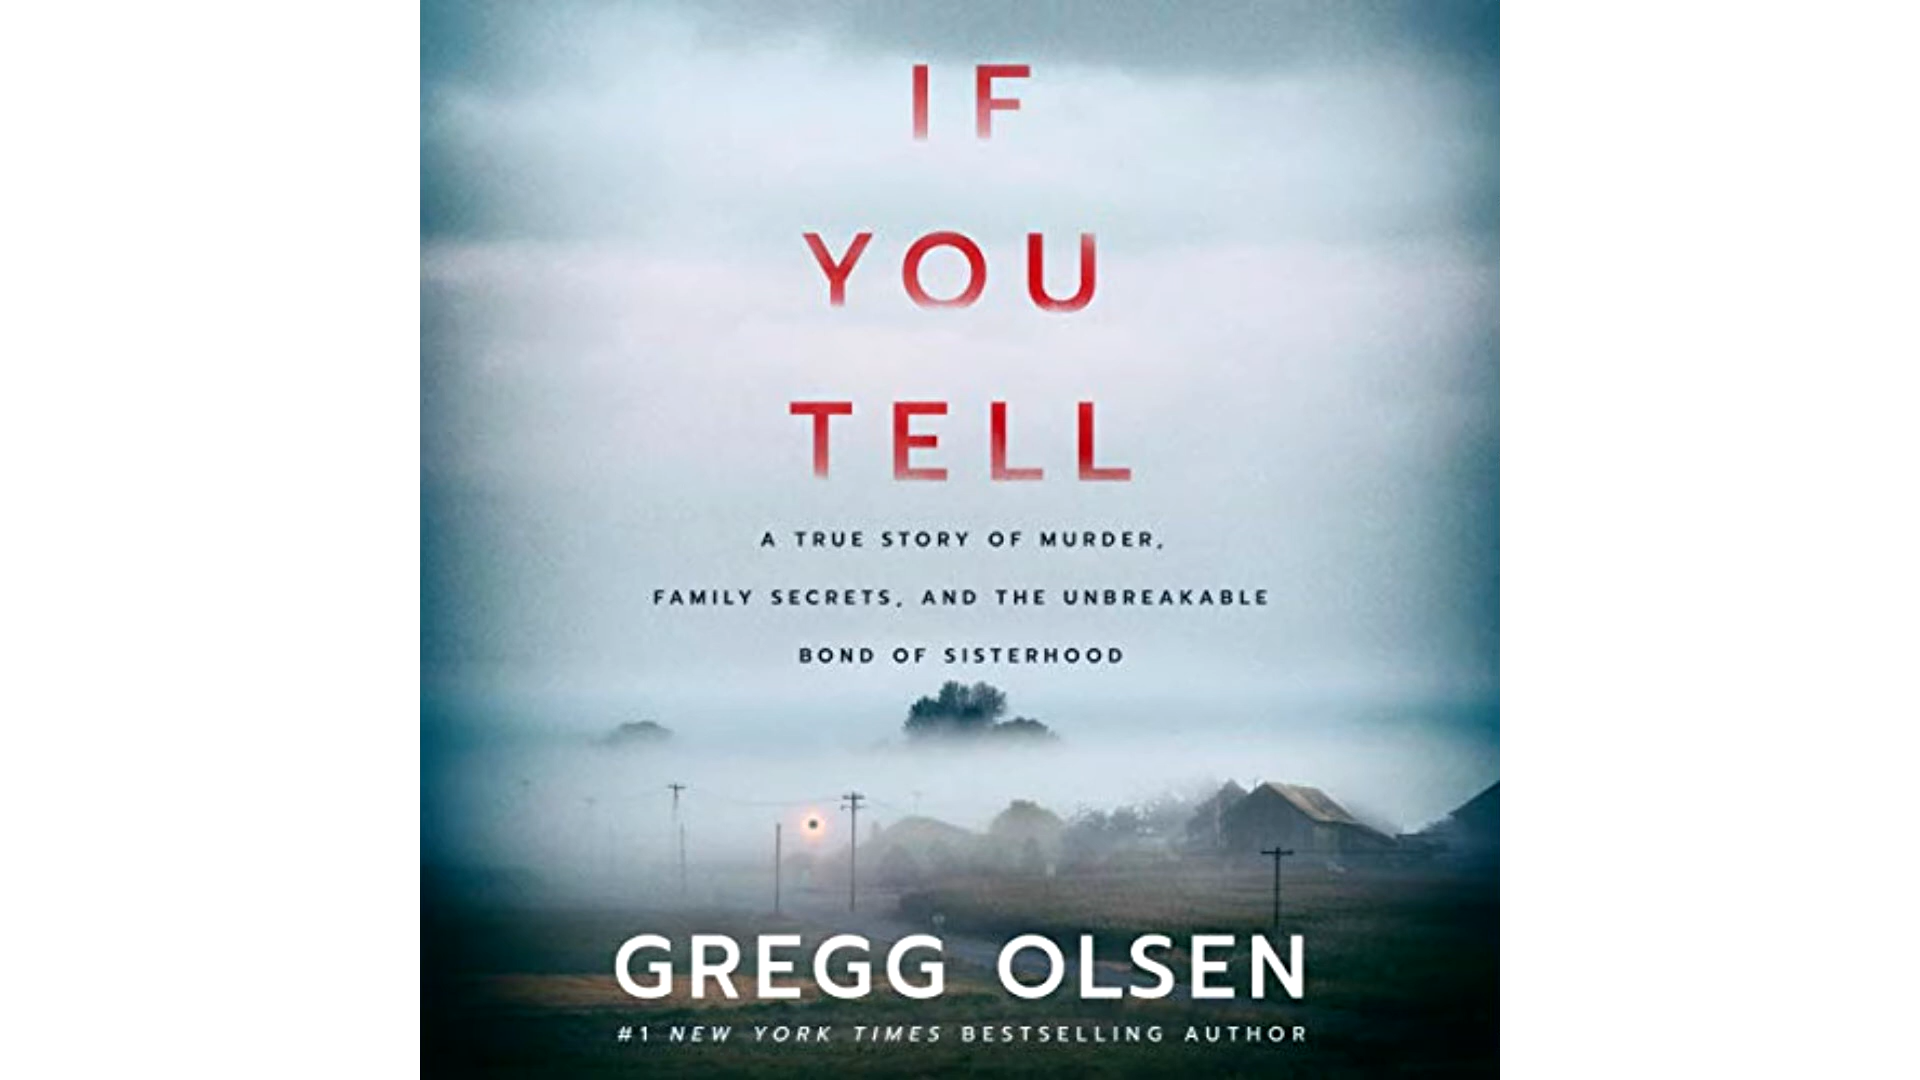 IF
YOU
TELL
A TRUE STORY OF MURDER,
FAMILY SECRETS, AND THE UNBREAKABLE
BOND OF SISTERHOOD
GREGG OLSEN
#1 NEW YORK TIMES BESTSELLING AUTHOR